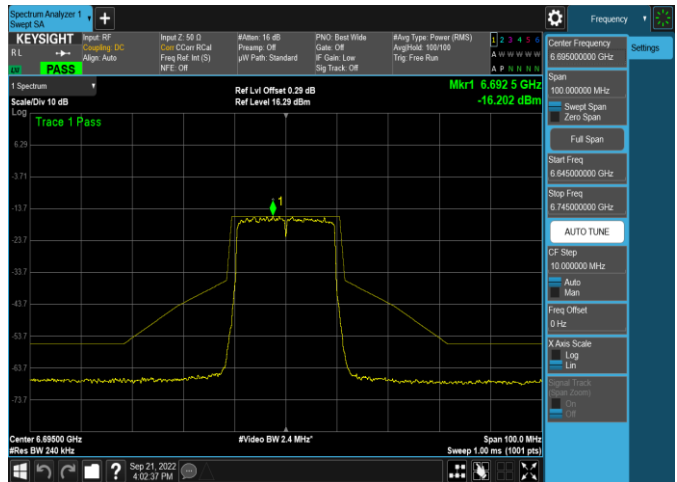 Spectrum Analyzer 1
Swept SA
+
Frequency
KEYSIGHT
R L
LV
PASS
Input: RF
Coupling: DC
Align: Auto
Input Z: 50 Ω
Corr CCorr RCal
Freq Ref: Int (S)
NFE: Off
#Atten: 16 dB
Preamp: Off
µW Path: Standard
PNO: Best Wide
Gate: Off
IF Gain: Low
Sig Track: Off
#Avg Type: Power (RMS)
Avg|Hold: 100/100
Trig: Free Run
1 2 3 4 5 6
A W W W W W
A P N N N N
1 Spectrum
Scale/Div 10 dB
Log
Ref Lvl Offset 0.29 dB
Ref Level 16.29 dBm
Mkr1 6.692 5 GHz
-16.202 dBm
Trace 1 Pass
1
6.29
-3.71
-13.7
-23.7
-33.7
-43.7
-53.7
-63.7
-73.7
Center 6.69500 GHz
#Res BW 240 kHz
#Video BW 2.4 MHz*
Span 100.0 MHz
Sweep 1.00 ms (1001 pts)
Center Frequency
6.695000000 GHz
Settings
Span
100.000000 MHz
Swept Span
Zero Span
Full Span
Start Freq
6.645000000 GHz
Stop Freq
6.745000000 GHz
AUTO TUNE
CF Step
10.000000 MHz
Auto
Man
Freq Offset
0 Hz
X Axis Scale
Log
Lin
Signal Track
(Span Zoom)
On
Off
?
Sep 21, 2022
4:02:37 PM